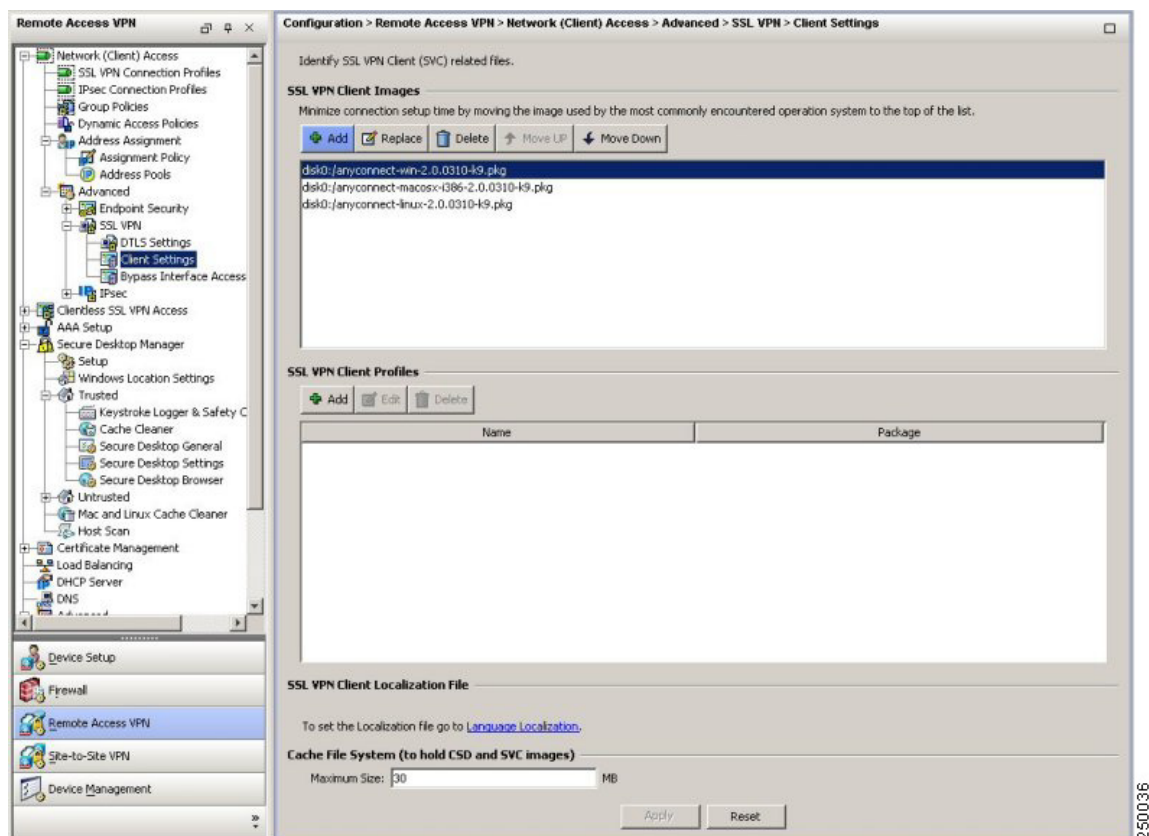 Remote Access VPN
Network (Client) Access
SSL VPN Connection Profiles
IPsec Connection Profiles
Group Policies
Dynamic Access Policies
Address Assignment
Assignment Policy
Address Pools
Advanced
Endpoint Security
SSL VPN
DTLS Settings
Client Settings
Bypass Interface Access
IPsec
Clientless SSL VPN Access
AAA Setup
Secure Desktop Manager
Setup
Windows Location Settings
Trusted
Keystroke Logger & Safety C
Cache Cleaner
Secure Desktop General
Secure Desktop Settings
Secure Desktop Browser
Untrusted
Mac and Linux Cache Cleaner
Host Scan
Certificate Management
Load Balancing
DHCP Server
DNS
Device Setup
Firewall
Remote Access VPN
Site-to-Site VPN
Device Management
Configuration > Remote Access VPN > Network (Client) Access > Advanced > SSL VPN > Client Settings
Identify SSL VPN Client (SVC) related files.
SSL VPN Client Images
Minimize connection setup time by moving the image used by the most commonly encountered operation system to the top of the list.
Add Replace Delete Move UP Move Down
disk0:/anyconnect-win-2.0.0310-k9.pkg
disk0:/anyconnect-macosx-i386-2.0.0310-k9.pkg
disk0:/anyconnect-linux-2.0.0310-k9.pkg
SSL VPN Client Profiles
Add Edit Delete
Name Package
SSL VPN Client Localization File
To set the Localization file go to Language Localization.
Cache File System (to hold CSD and SVC images)
Maximum Size: 30 MB
Apply Reset
250036